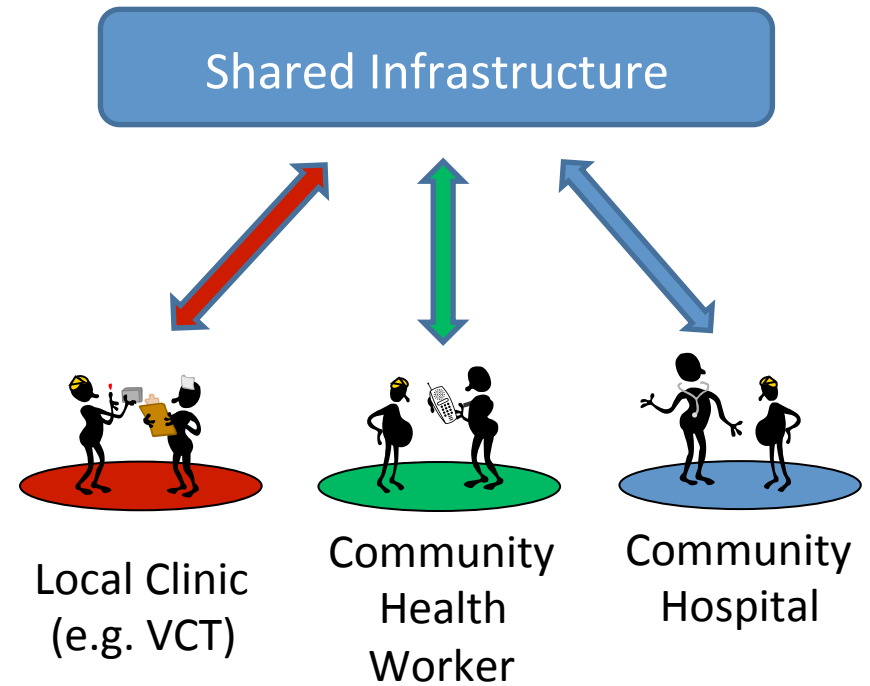 Shared Infrastructure
Local Clinic
(e.g. VCT)
Community
Health
Worker
Community
Hospital